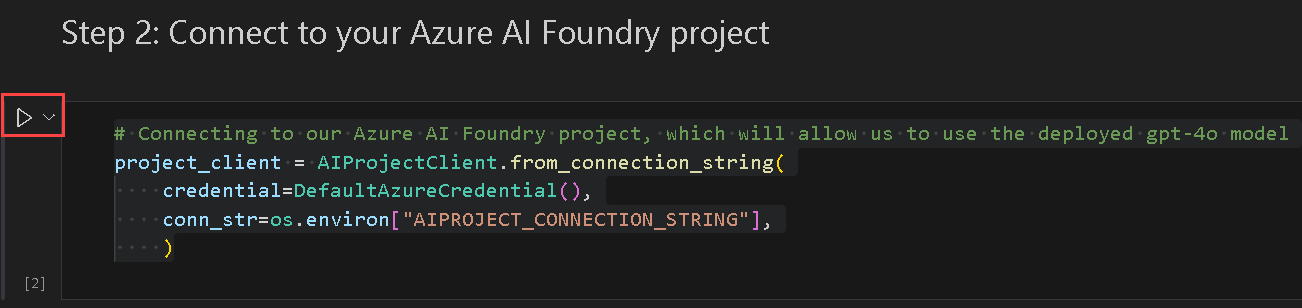 Step 2: Connect to your Azure AI Foundry project
# Connecting to our Azure AI Foundry project, which will allow us to use the deployed gpt-4o model
project_client = AIProjectClient.from_connection_string(
    credential=DefaultAzureCredential(),
    conn_str=os.environ["AIPROJECT_CONNECTION_STRING"],
    )
[2]